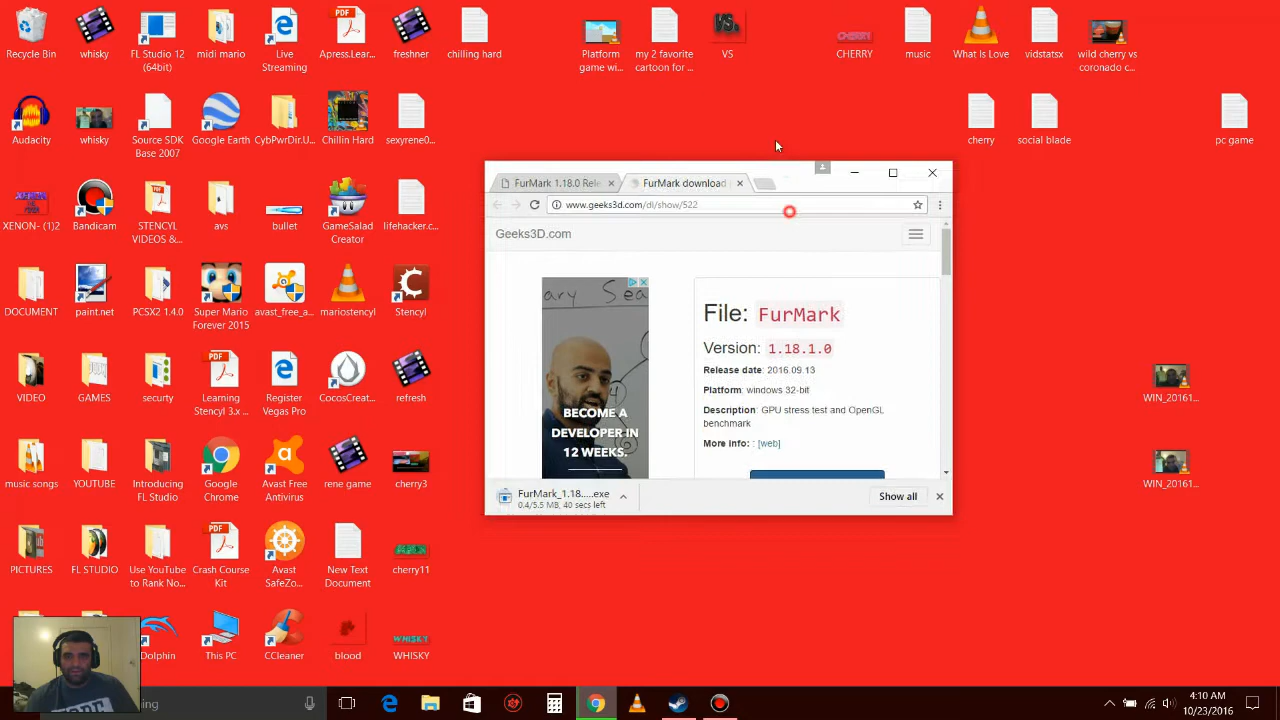 Recycle Bin
whisky
FL Studio 12
(64bit)
midi mario
Live
Streaming
Apress.Lear...
freshner
chilling hard
Platform
game wi...
my 2 favorite
cartoon for ...
VS.
VS
CHERRY
CHERRY
music
What Is Love
vidstatsx
wild cherry vs
coronado c...
Audacity
whisky
Source SDK
Base 2007
Google Earth
CybPwrDir.U...
Chillin Hard
sexyrene0...
cherry
social blade
pc game
XENON- (1)2
Bandicam
STENCYL
VIDEOS &...
avs
bullet
GameSalad
Creator
lifehacker.c...
DOCUMENT
paint.net
PCSX2 1.4.0
Super Mario
Forever 2015
avast_free_a...
mariostencyl
Stencyl
VIDEO
GAMES
securty
Learning
Stencyl 3.x ...
Register
Vegas Pro
CocosCreat...
refresh
WIN_20161...
music songs
YOUTUBE
Introducing
FL Studio
Google
Chrome
Avast Free
Antivirus
rene game
cherry3
WIN_20161...
PICTURES
FL STUDIO
Use YouTube
to Rank No...
Crash Course
Kit
Avast
SafeZo...
New Text
Document
cherry11
Dolphin
This PC
CCleaner
blood
WHISKY
WHISKY
FurMark 1.18.0 Rele
FurMark download
www.geeks3d.com/dl/show/522
Geeks3D.com
ary Sea
BECOME A
DEVELOPER IN
12 WEEKS.
File: FurMark
Version: 1.18.1.0
Release date: 2016.09.13
Platform: windows 32-bit
Description: GPU stress test and OpenGL
benchmark
More info: : [web]
FurMark_1.18.....exe
0.4/5.5 MB, 40 secs left
Show all
4:10 AM
10/23/2016